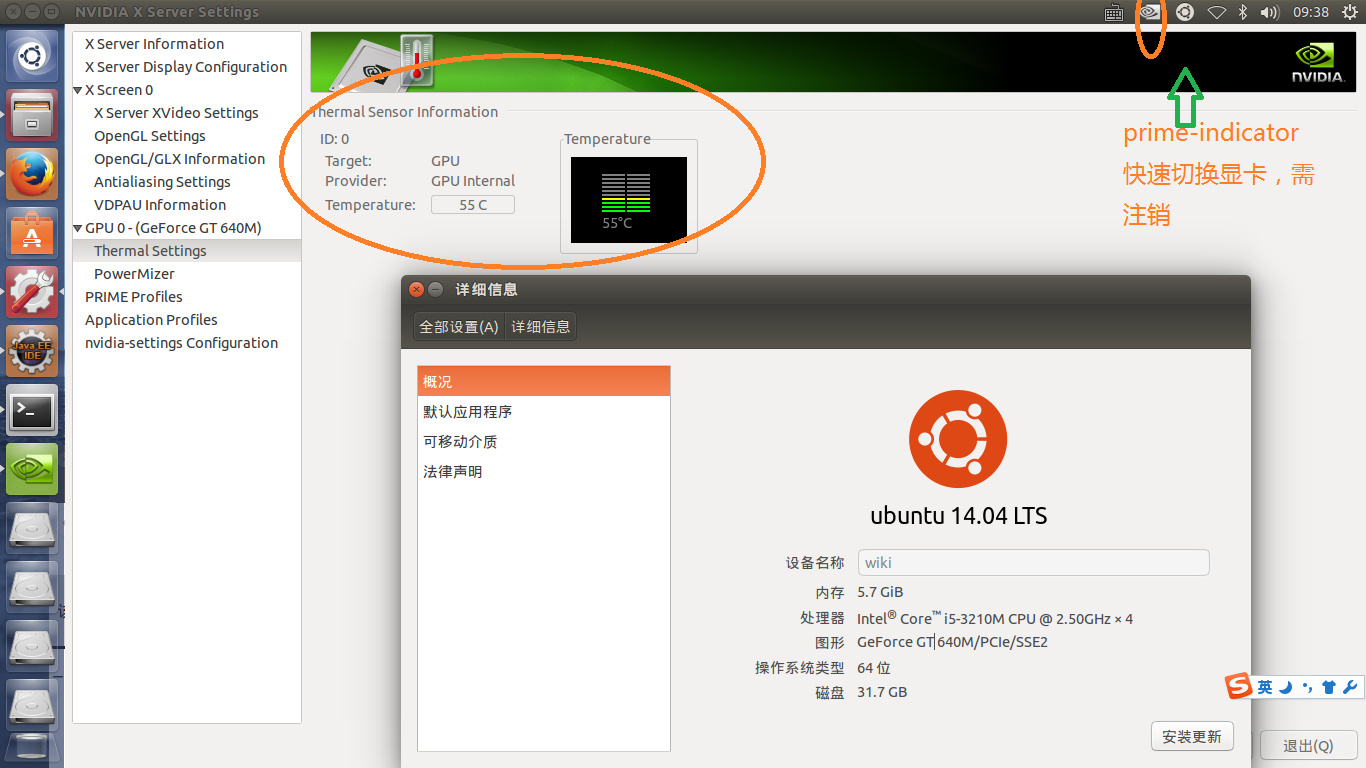 NVIDIA X Server Settings
09:38
X Server Information
X Server Display Configuration
X Screen 0
X Server XVideo Settings
OpenGL Settings
OpenGL/GLX Information
Antialiasing Settings
VDPAU Information
GPU 0 - (GeForce GT 640M)
Thermal Settings
PowerMizer
PRIME Profiles
Application Profiles
nvidia-settings Configuration
NVIDIA.
Thermal Sensor Information
ID: 0
Target: GPU
Provider: GPU Internal
Temperature: 55 C
Temperature
55°C
prime-indicator
快速切换显卡，需
注销
Java EE
IDE
详细信息
全部设置(A) 详细信息
概况
默认应用程序
可移动介质
法律声明
ubuntu 14.04 LTS
设备名称 wiki
内存 5.7 GiB
处理器 Intel® Core™ i5-3210M CPU @ 2.50GHz × 4
图形 GeForce GT 640M/PCIe/SSE2
操作系统类型 64 位
磁盘 31.7 GB
英
安装更新
退出(Q)